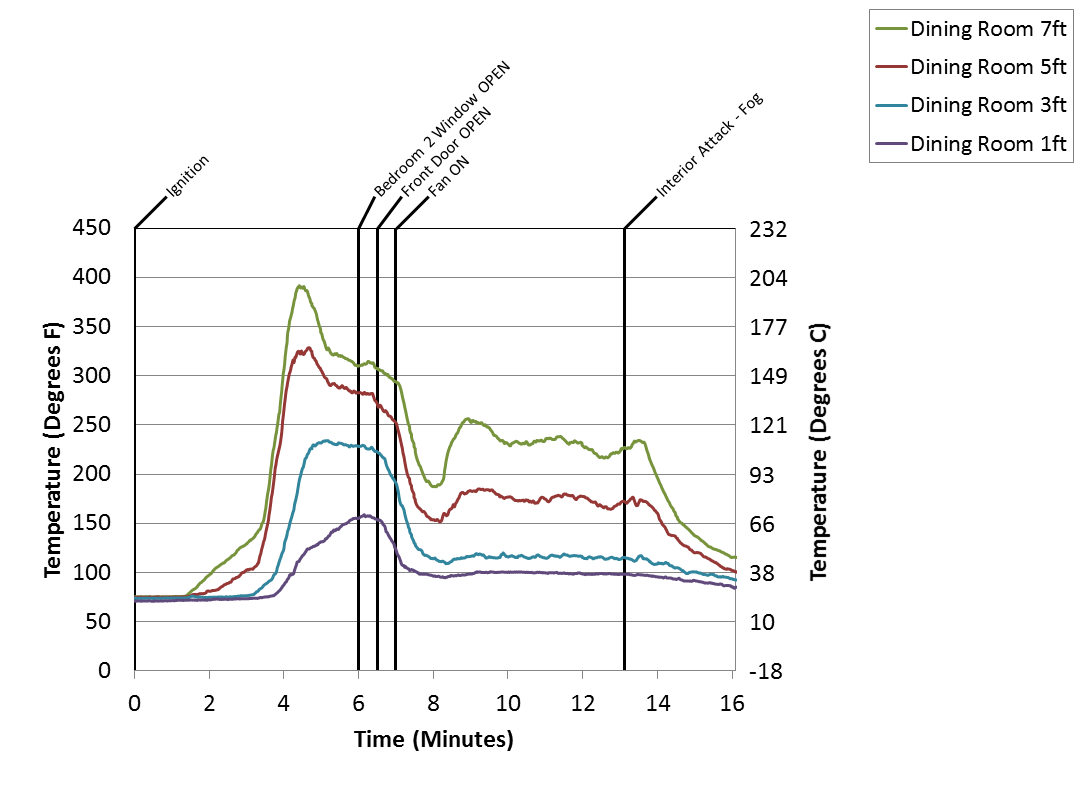 Dining Room 7ft
Dining Room 5ft
Dining Room 3ft
Dining Room 1ft
Ignition
Bedroom 2 Window OPEN
Front Door OPEN
Fan ON
Interior Attack - Fog
450
400
350
300
250
200
150
100
50
0
Temperature (Degrees F)
232
204
177
149
121
93
66
38
10
-18
Temperature (Degrees C)
0 2 4 6 8 10 12 14 16
Time (Minutes)